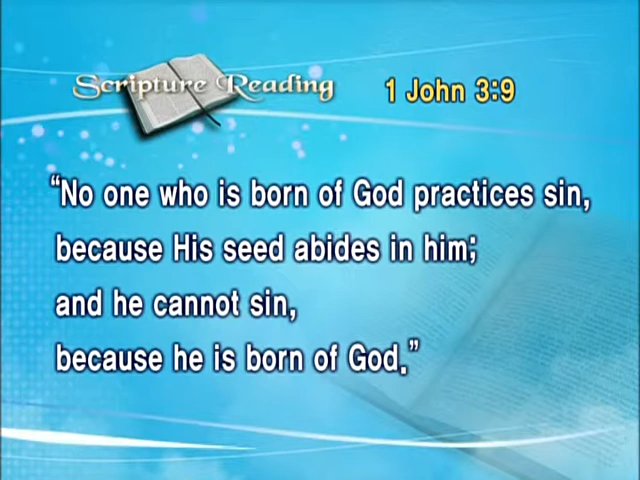 Scripture Reading 1 John 3:9
“No one who is born of God practices sin,
because His seed abides in him;
and he cannot sin,
because he is born of God.”